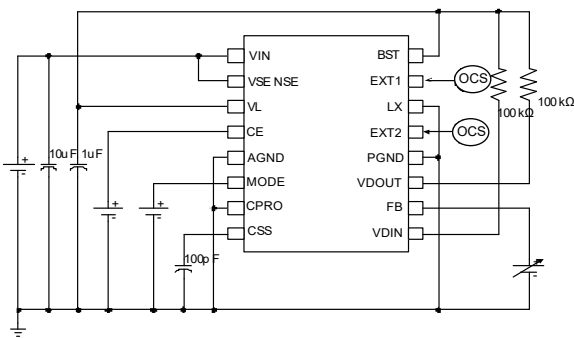 VIN
VSENSE
VL
CE
AGND
MODE
CPRO
CSS
BST
EXT1
LX
EXT2
PGND
VDOUT
FB
VDIN
OCS
OCS
100kΩ
100kΩ
10uF
1uF
100pF
+
+
+